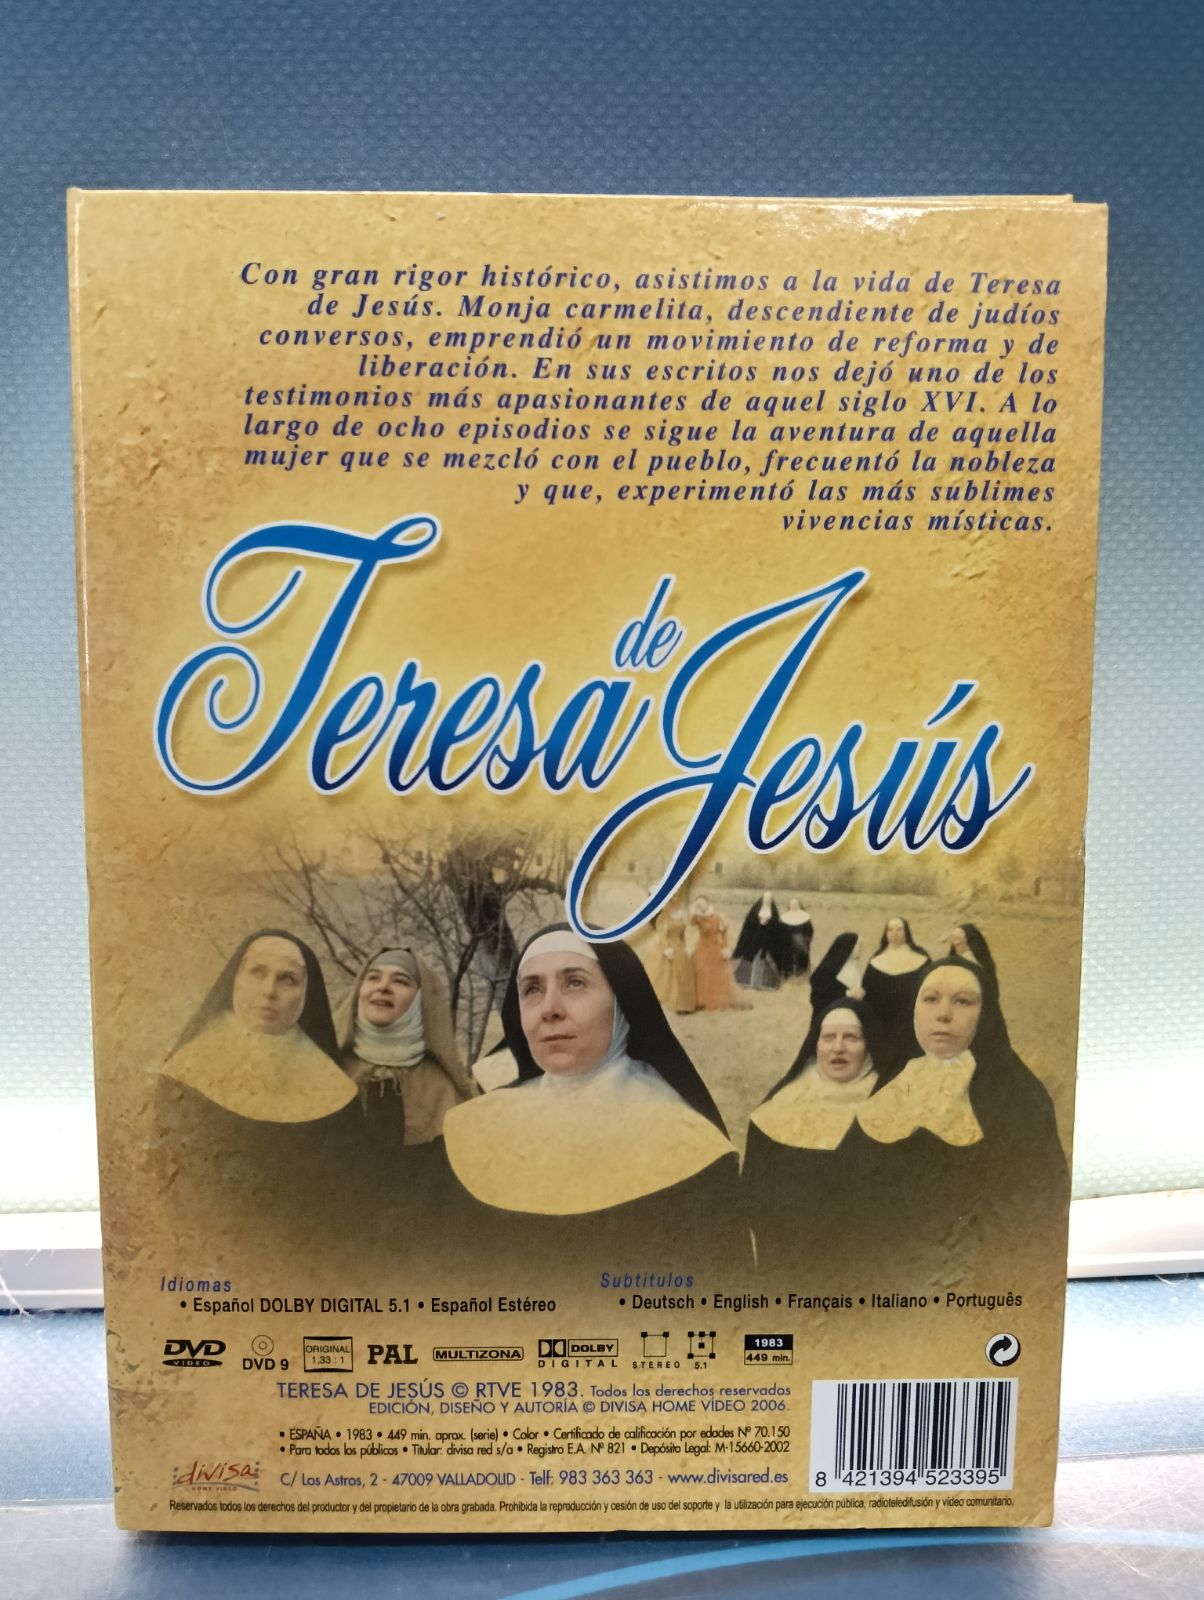 Con gran rigor histórico, asistimos a la vida de Teresa
de Jesús. Monja carmelita, descendiente de judíos
conversos, emprendió un movimiento de reforma y de
liberación. En sus escritos nos dejó uno de los
testimonios más apasionantes de aquel siglo XVI. A lo
largo de ocho episodios se sigue la aventura de aquella
mujer que se mezcló con el pueblo, frecuentó la nobleza
y que, experimentó las más sublimes
vivencias místicas.
Teresa de Jesús
Idiomas
• Español DOLBY DIGITAL 5.1 • Español Estéreo
Subtítulos
• Deutsch • English • Français • Italiano • Português
DVD VIDEO
DVD 9
ORIGINAL 1,33 : 1
PAL
MULTIZONA
DOLBY DIGITAL
STEREO
5.1
1983
449 min.
TERESA DE JESÚS © RTVE 1983. Todos los derechos reservados
EDICIÓN, DISEÑO Y AUTORÍA © DIVISA HOME VÍDEO 2006.
• ESPAÑA • 1983 • 449 min. aprox. (serie) • Color • Certificado de calificación por edades Nº 70.150
• Para todos los públicos • Titular: divisa red s/a • Registro E.A. Nº 821 • Depósito Legal: M-15660-2002
divisa HOME VIDEO
C/ Los Astros, 2 - 47009 VALLADOLID - Telf: 983 363 363 - www.divisared.es
8 421394 523395
Reservados todos los derechos del productor y del propietario de la obra grabada. Prohibida la reproducción y cesión de uso del soporte y la utilización para ejecución pública, radioteledifusión y vídeo comunitario.